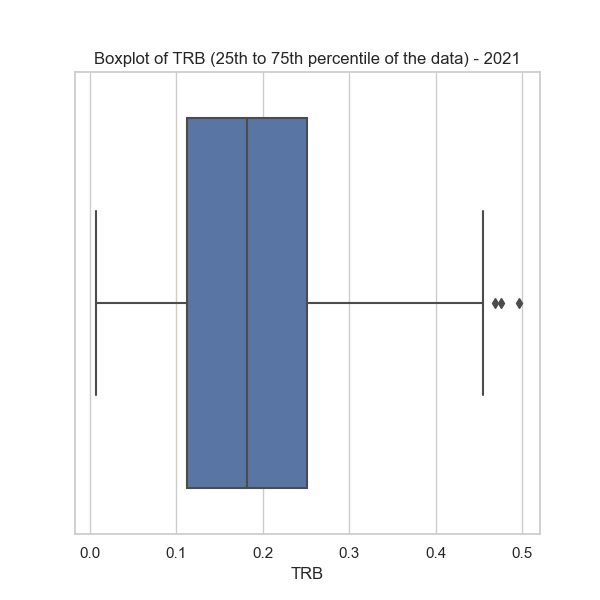 Boxplot of TRB (25th to 75th percentile of the data) - 2021
0.0 0.1 0.2 0.3 0.4 0.5
TRB